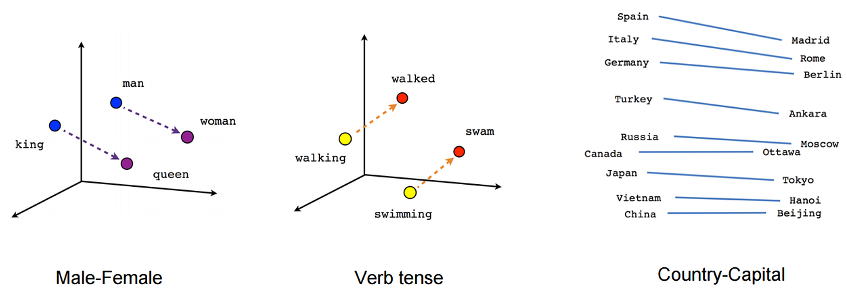 man
woman
king
queen
Male-Female
walked
swam
walking
swimming
Verb tense
Spain Madrid
Italy Rome
Germany Berlin
Turkey Ankara
Russia Moscow
Canada Ottawa
Japan Tokyo
Vietnam Hanoi
China Beijing
Country-Capital